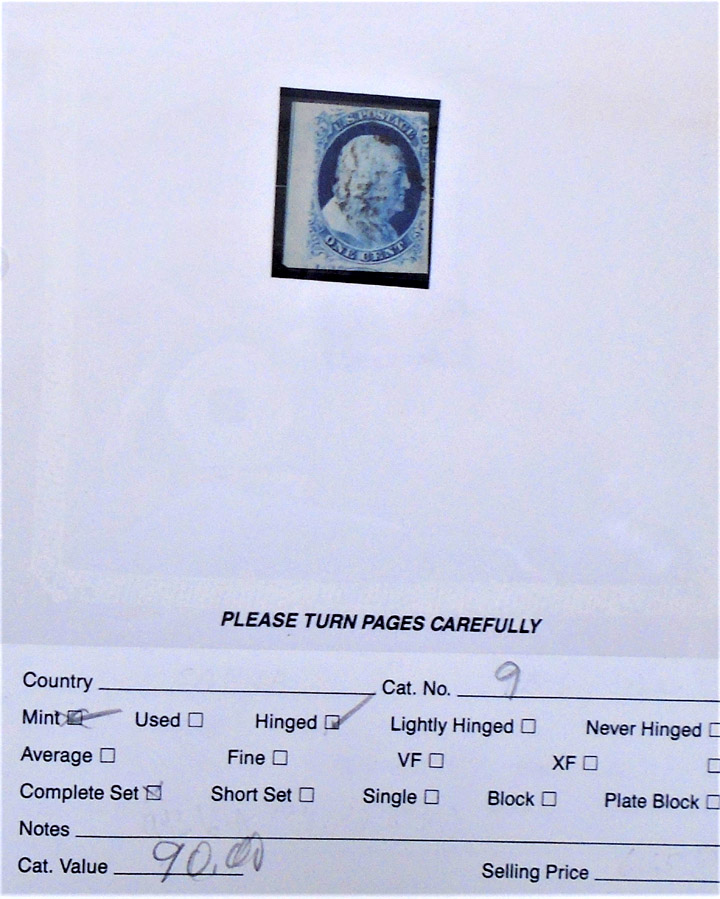 U.S. POSTAGE
ONE CENT
PLEASE TURN PAGES CAREFULLY
Country Cat. No. 9
Mint Used Hinged Lightly Hinged Never Hinged
Average Fine VF XF
Complete Set Short Set Single Block Plate Block
Notes
Cat. Value 90.00 Selling Price